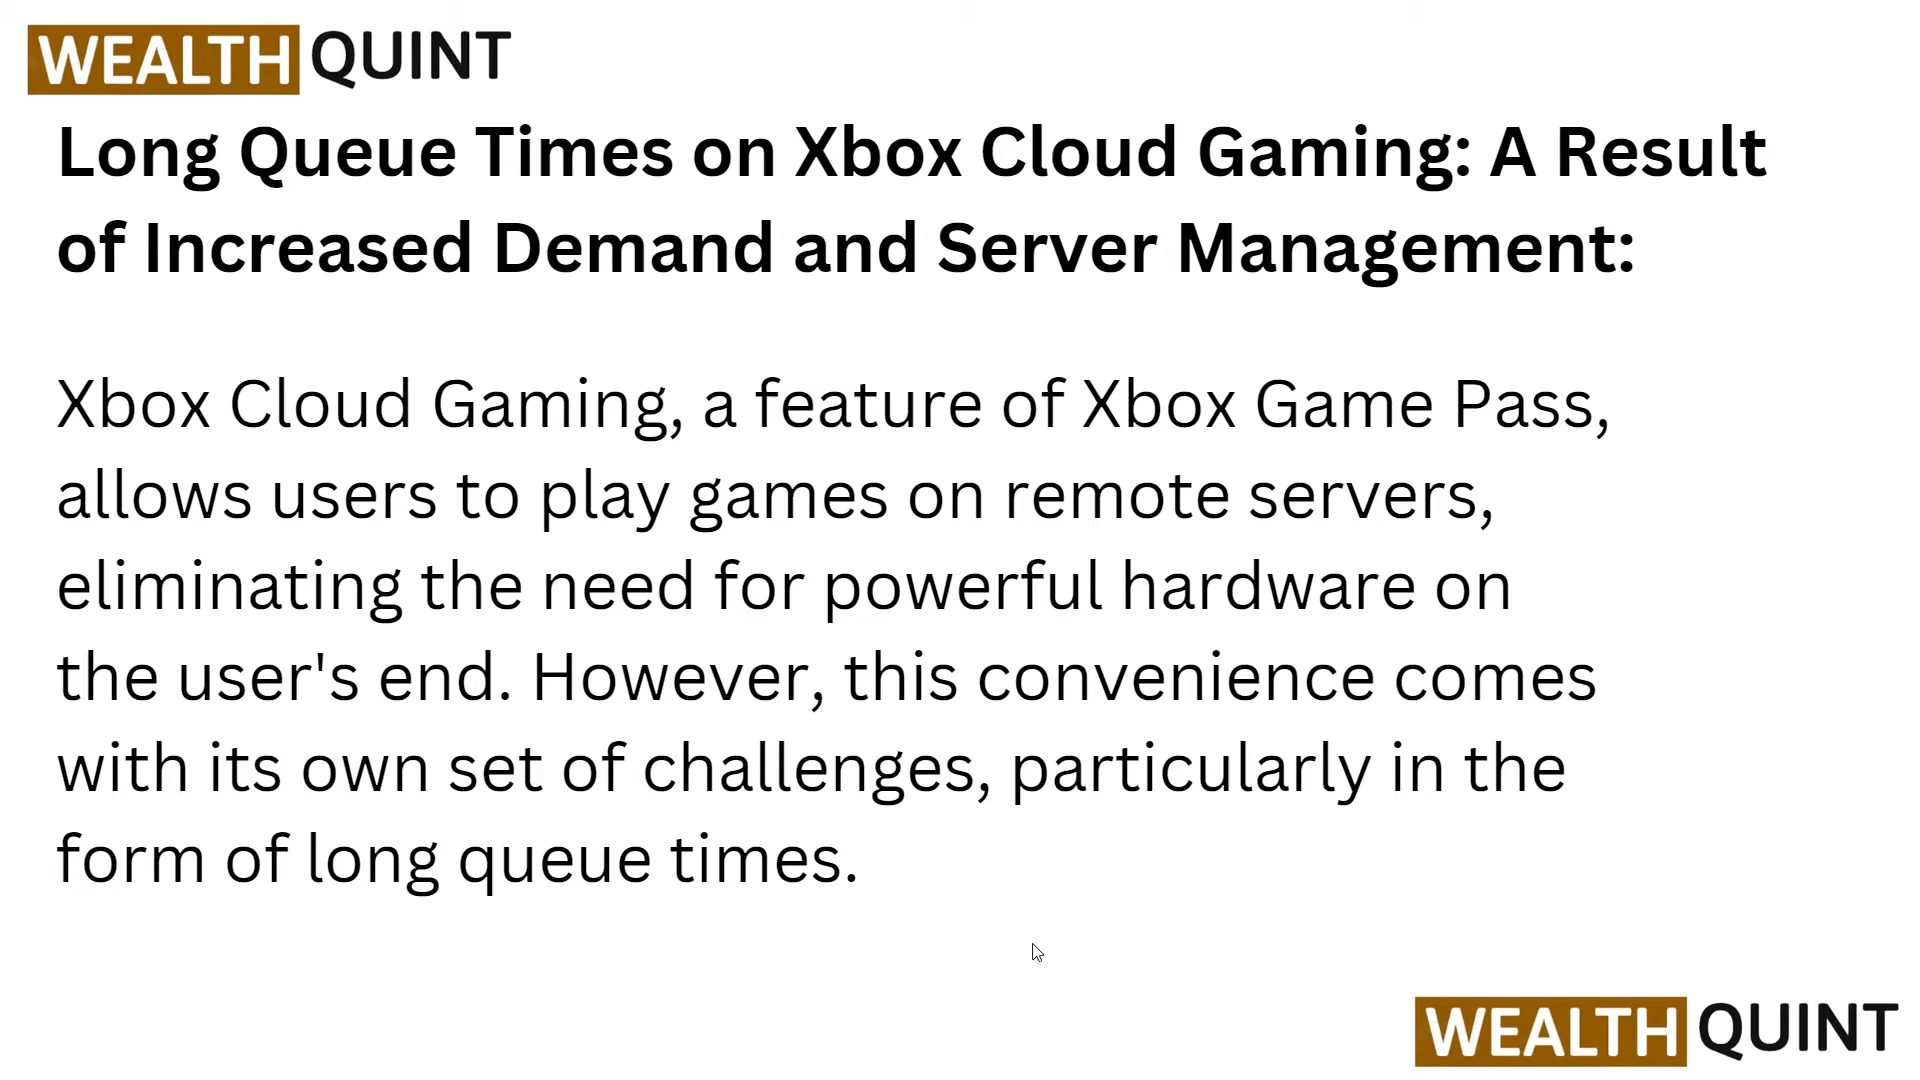 WEALTH QUINT
Long Queue Times on Xbox Cloud Gaming: A Result
of Increased Demand and Server Management:
Xbox Cloud Gaming, a feature of Xbox Game Pass,
allows users to play games on remote servers,
eliminating the need for powerful hardware on
the user's end. However, this convenience comes
with its own set of challenges, particularly in the
form of long queue times.
WEALTH QUINT